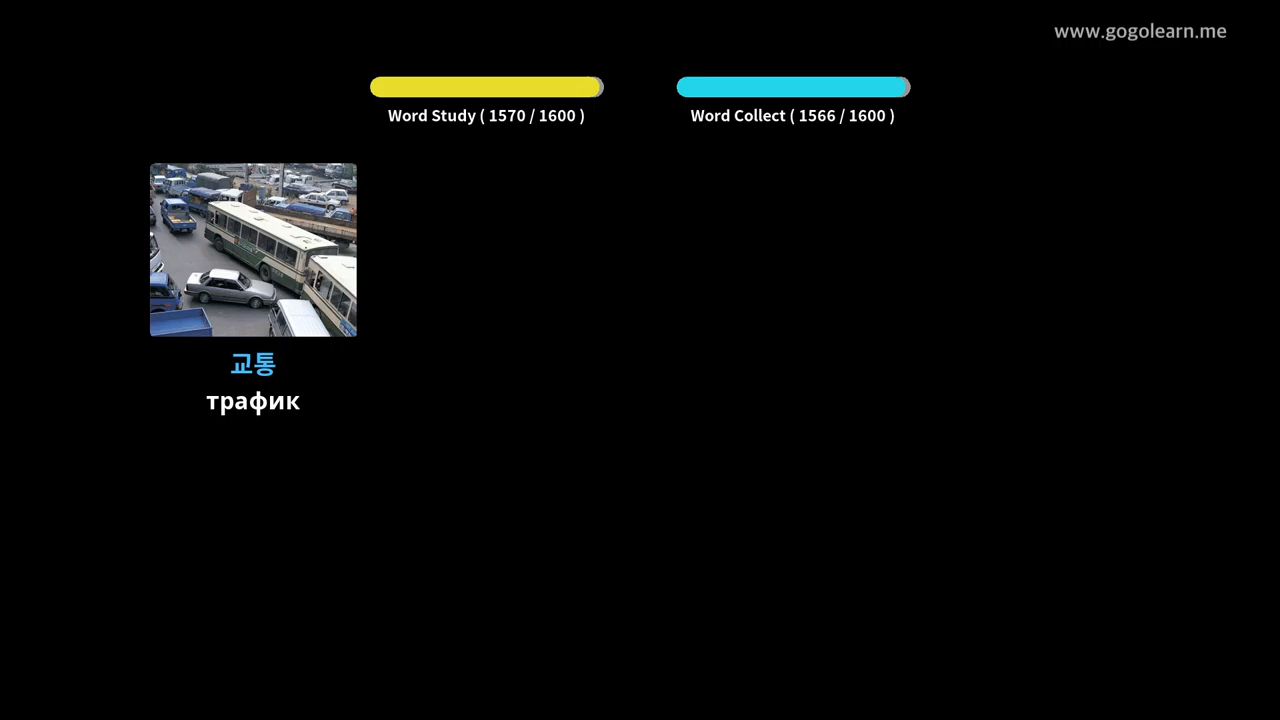 www.gogolearn.me
Word Study ( 1570 / 1600 )
Word Collect ( 1566 / 1600 )
교통
трафик